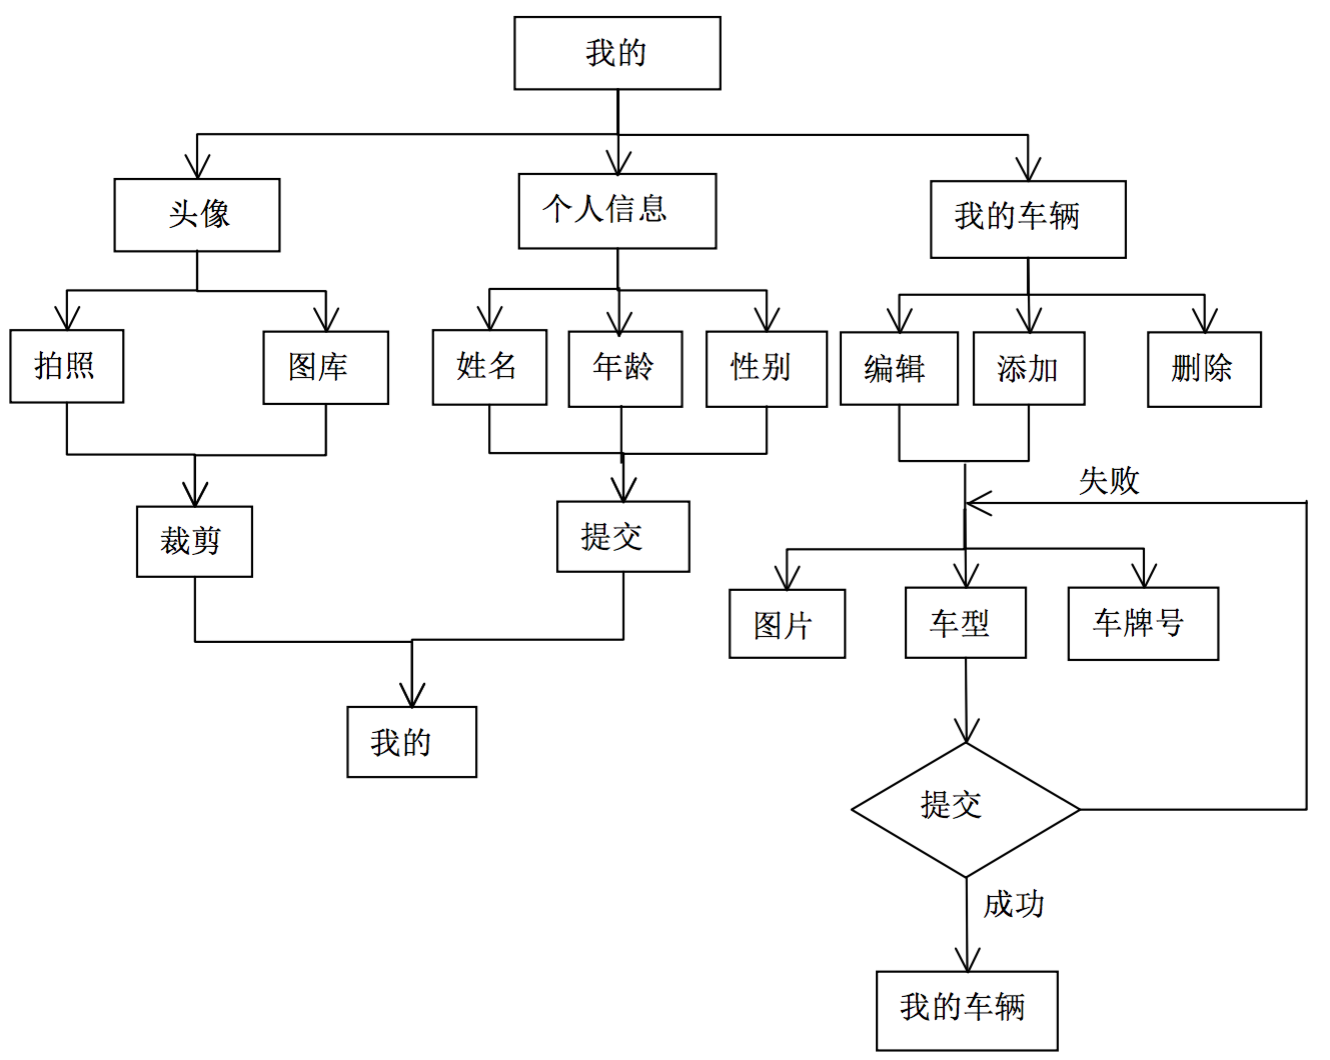 我的
头像
个人信息
我的车辆
拍照
图库
姓名
年龄
性别
编辑
添加
删除
失败
裁剪
提交
图片
车型
车牌号
我的
提交
成功
我的车辆